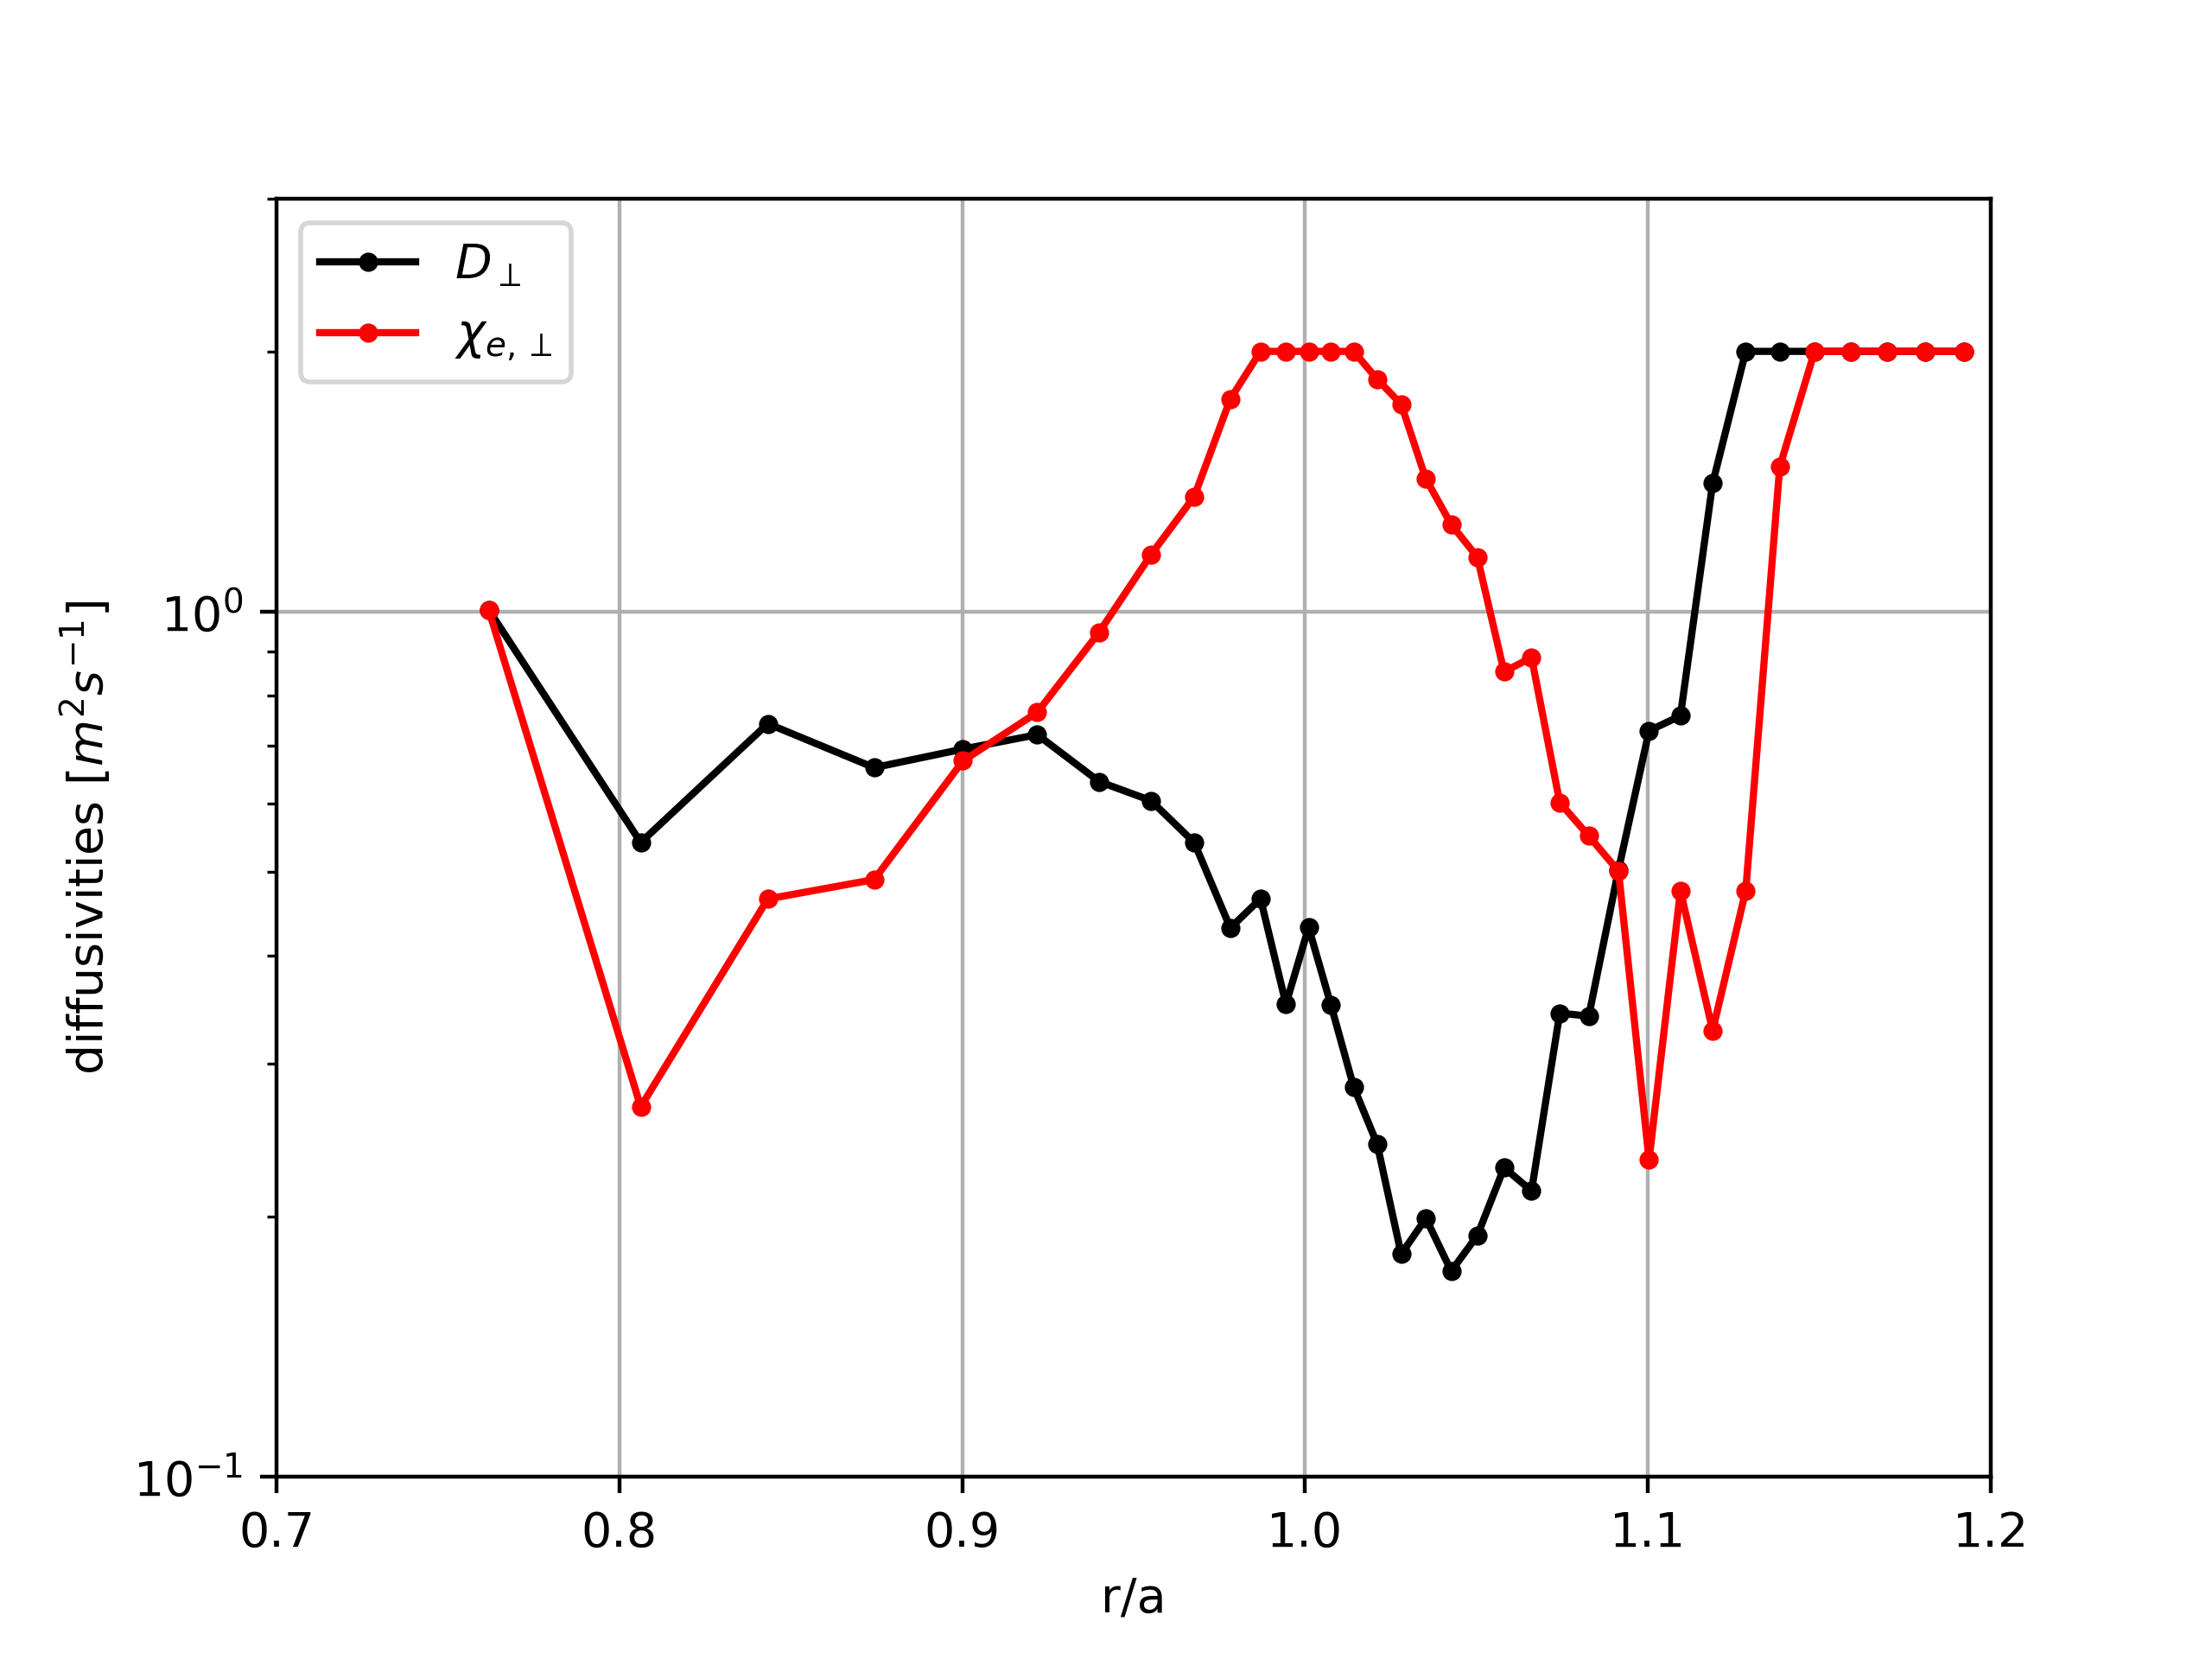 D⊥
χe, ⊥
diffusivities [m²s⁻¹]
10⁰
10⁻¹
0.7 0.8 0.9 1.0 1.1 1.2
r/a